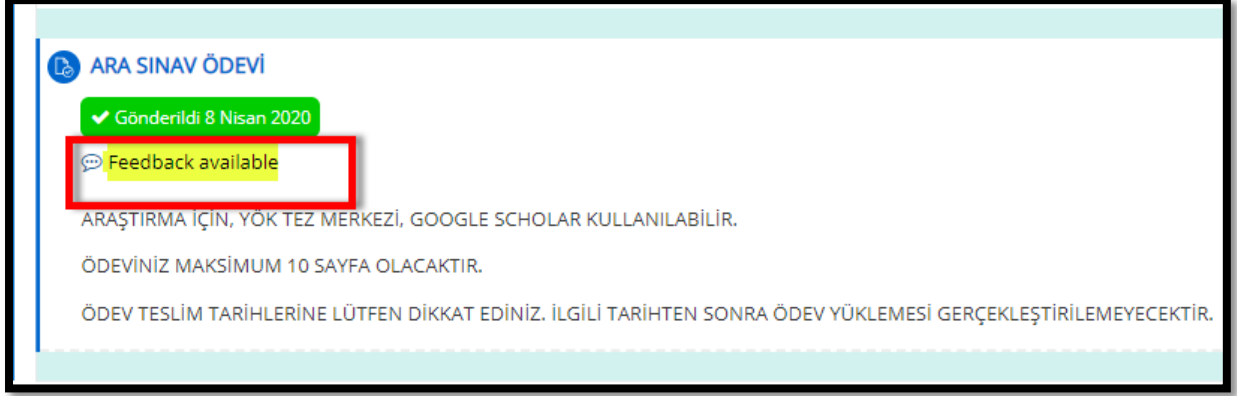 ARA SINAV ÖDEVİ
Gönderildi 8 Nisan 2020
Feedback available
ARAŞTIRMA İÇİN, YÖK TEZ MERKEZİ, GOOGLE SCHOLAR KULLANILABİLİR.
ÖDEVİNİZ MAKSİMUM 10 SAYFA OLACAKTIR.
ÖDEV TESLİM TARİHLERİNE LÜTFEN DİKKAT EDİNİZ. İLGİLİ TARİHTEN SONRA ÖDEV YÜKLEMESİ GERÇEKLEŞTİRİLEMEYECEKTİR.